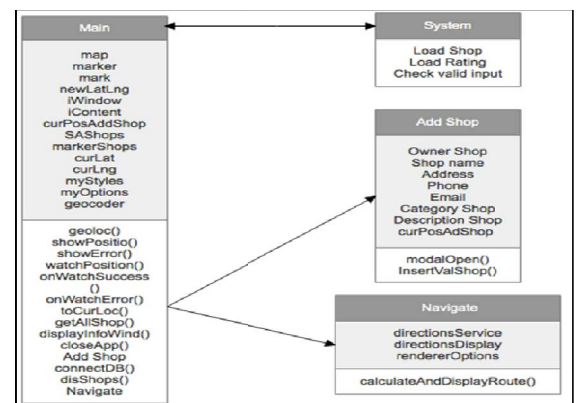 Main
map
marker
mark
newLatLng
iWindow
iContent
curPosAddShop
SAShops
markerShops
curLat
curLng
myStyles
myOptions
geocoder
geoloc()
showPositio()
showError()
watchPosition()
onWatchSuccess
()
onWatchError()
toCurLoc()
getAllShop()
displayInfoWind()
closeApp()
Add Shop
connectDB()
disShops()
Navigate
System
Load Shop
Load Rating
Check valid input
Add Shop
Owner Shop
Shop name
Address
Phone
Email
Category Shop
Description Shop
curPosAdShop
modalOpen()
InsertValShop()
Navigate
directionsService
directionsDisplay
rendererOptions
calculateAndDisplayRoute()